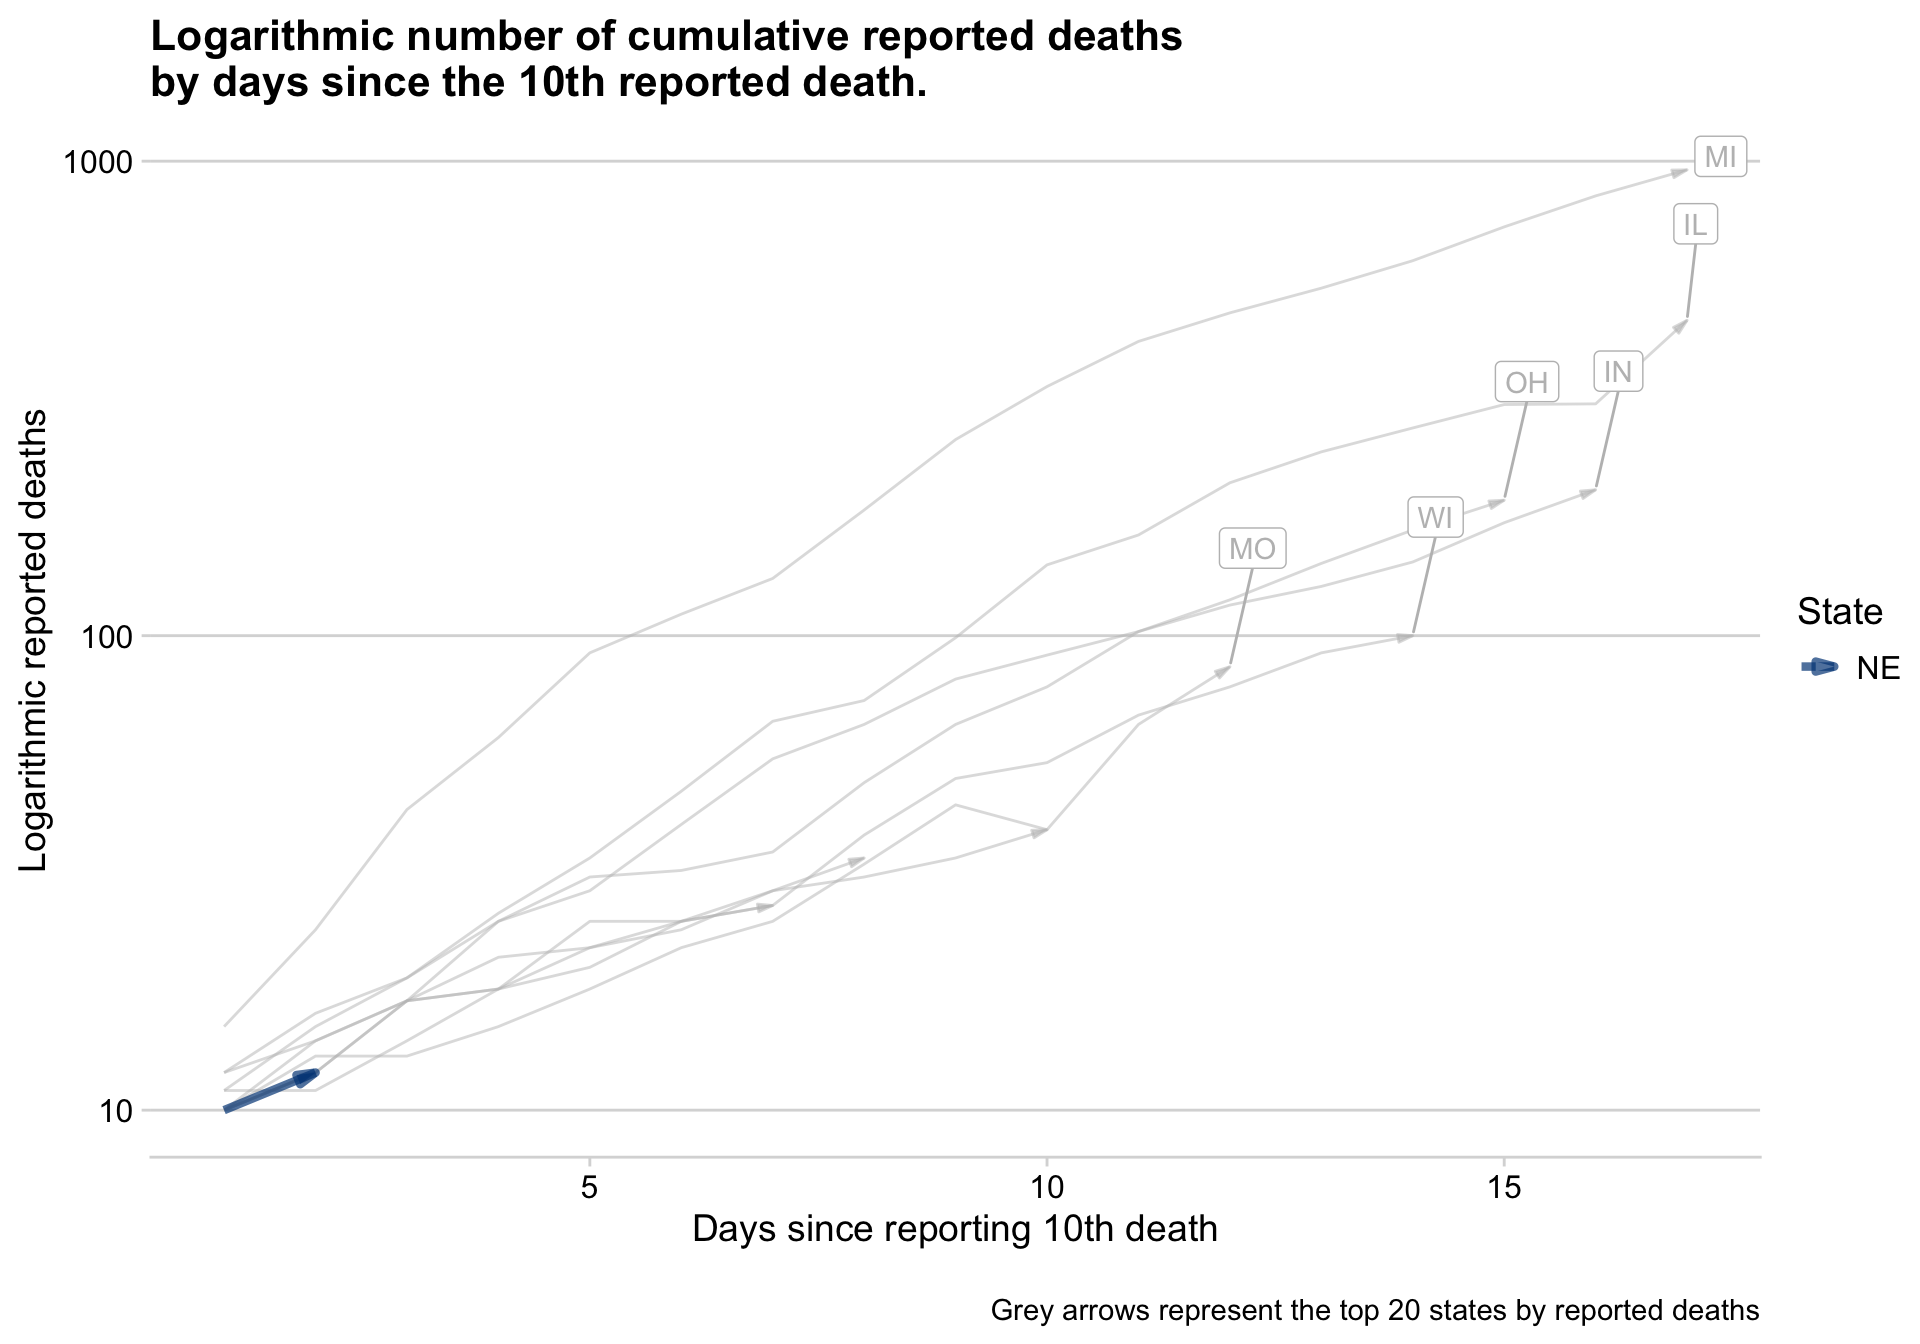 Logarithmic number of cumulative reported deaths
by days since the 10th reported death.
Logarithmic reported deaths
1000
100
10
MI
IL
OH
IN
WI
MO
State
NE
5
10
15
Days since reporting 10th death
Grey arrows represent the top 20 states by reported deaths